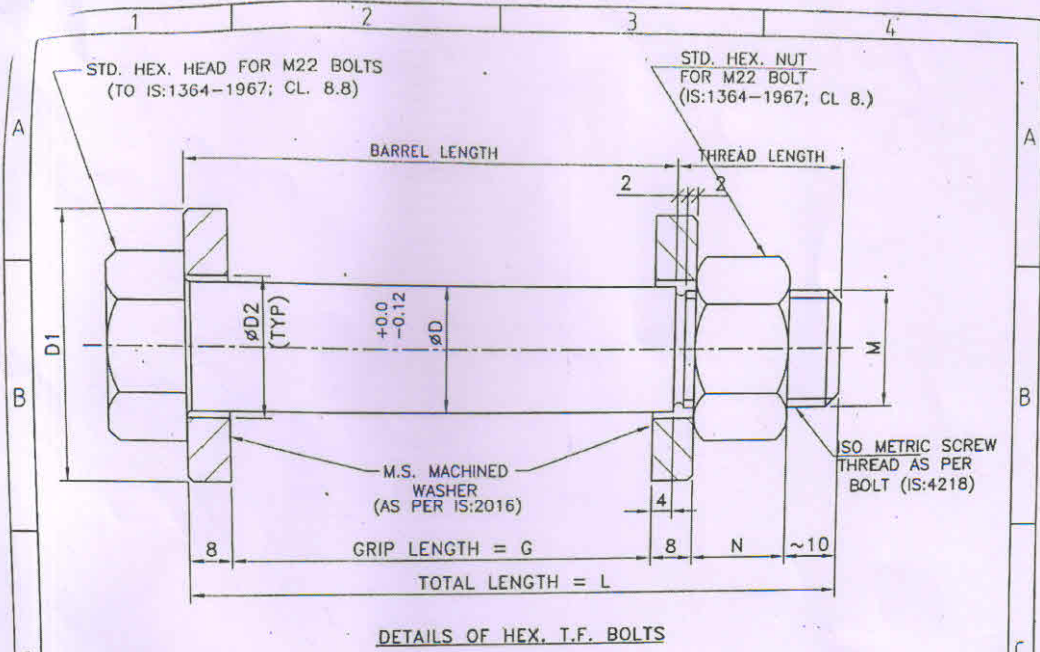 1 2 3 4
STD. HEX. HEAD FOR M22 BOLTS
(TO IS:1364-1967; CL. 8.8)
STD. HEX. NUT
FOR M22 BOLT
(IS:1364-1967; CL 8.)
A
A
BARREL LENGTH
THREAD LENGTH
2
2
D1
øD2
(TYP)
+0.0
-0.12
øD
M
B
B
M.S. MACHINED
WASHER
(AS PER IS:2016)
ISO METRIC SCREW
THREAD AS PER
BOLT (IS:4218)
4
8
GRIP LENGTH = G
8
N
~10
TOTAL LENGTH = L
DETAILS OF HEX. T.F. BOLTS
C